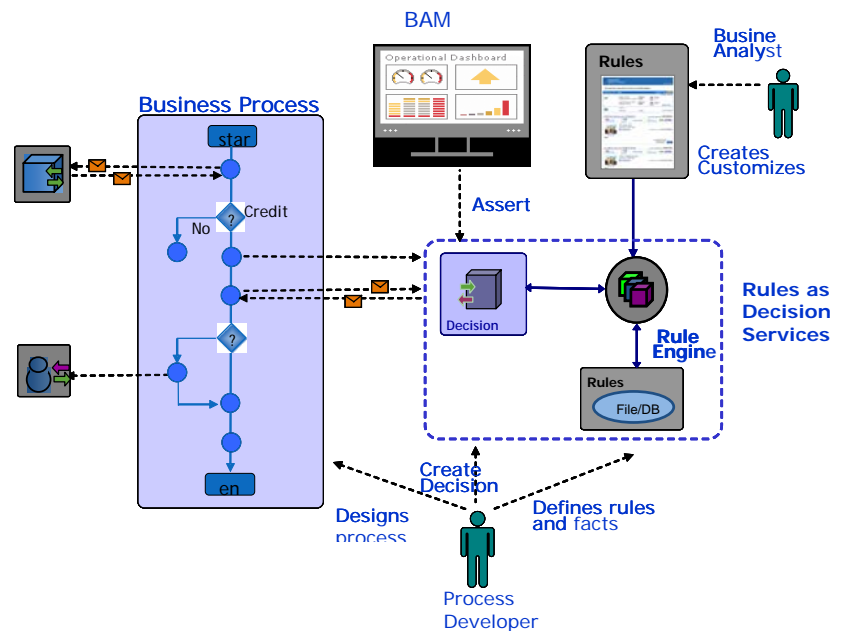 BAM
Busine
Analyst
Operational Dashboard
Rules
Business Process
star
Creates
Customizes
Credit
No
?
Assert
Rules as
Decision
Services
Decision
?
Rule
Engine
Rules
File/DB
Create
Decision
en
Designs
process
Defines rules
and facts
Process
Developer